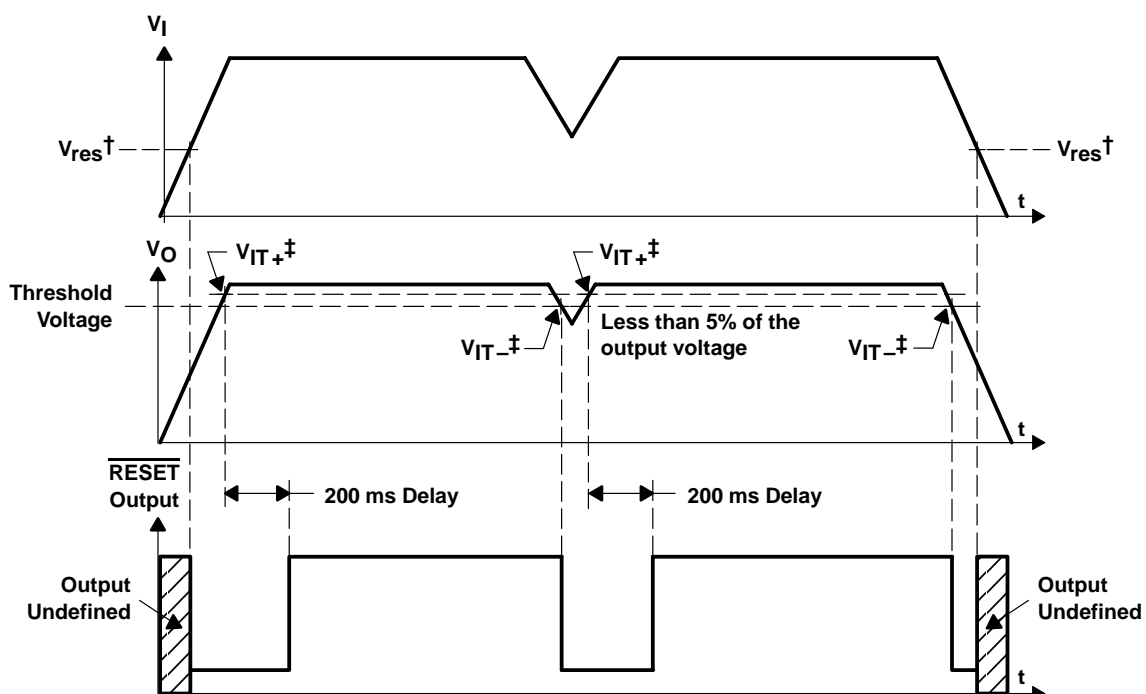 VI
Vres†
Vres†
t
VO
VIT+‡
VIT+‡
Threshold
Voltage
Less than 5% of the
output voltage
VIT–‡
VIT–‡
t
RESET
Output
200 ms Delay
200 ms Delay
Output
Undefined
Output
Undefined
t